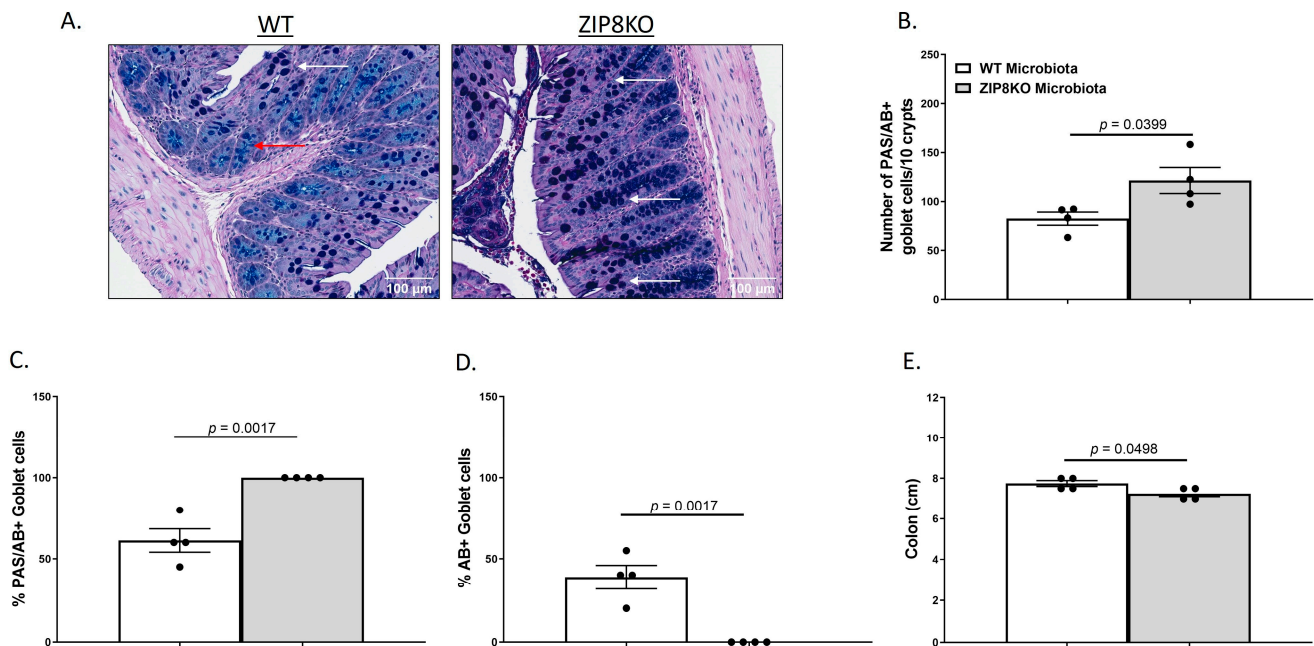 A.
WT
ZIP8KO
100 µm
100 µm
B.
Number of PAS/AB+
goblet cells/10 crypts
250
200
150
100
50
0
WT Microbiota
ZIP8KO Microbiota
p = 0.0399
C.
% PAS/AB+ Goblet cells
150
100
50
0
p = 0.0017
D.
% AB+ Goglet cells
150
100
50
0
p = 0.0017
E.
Colon (cm)
12
10
8
6
4
2
0
p = 0.0498